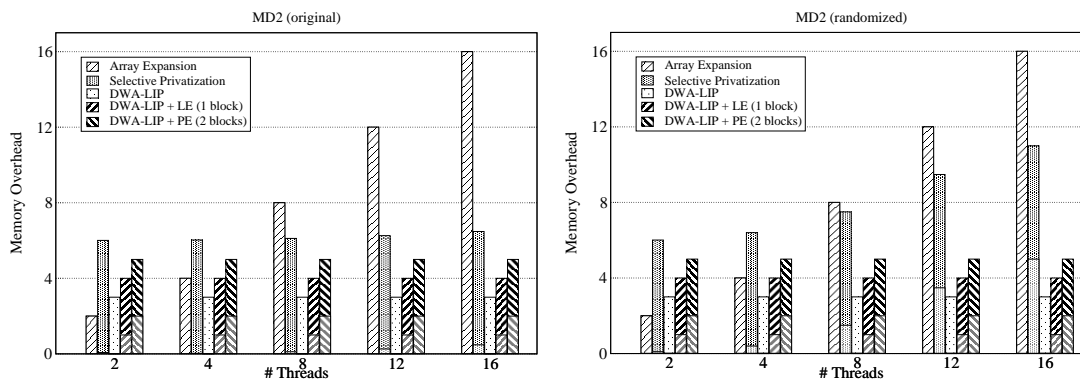 MD2 (original)
16
12
8
4
0
Memory Overhead
Array Expansion
Selective Privatization
DWA-LIP
DWA-LIP + LE (1 block)
DWA-LIP + PE (2 blocks)
2
4
8
12
16
# Threads
MD2 (randomized)
16
12
8
4
0
Memory Overhead
Array Expansion
Selective Privatization
DWA-LIP
DWA-LIP + LE (1 block)
DWA-LIP + PE (2 blocks)
2
4
8
12
16
# Threads